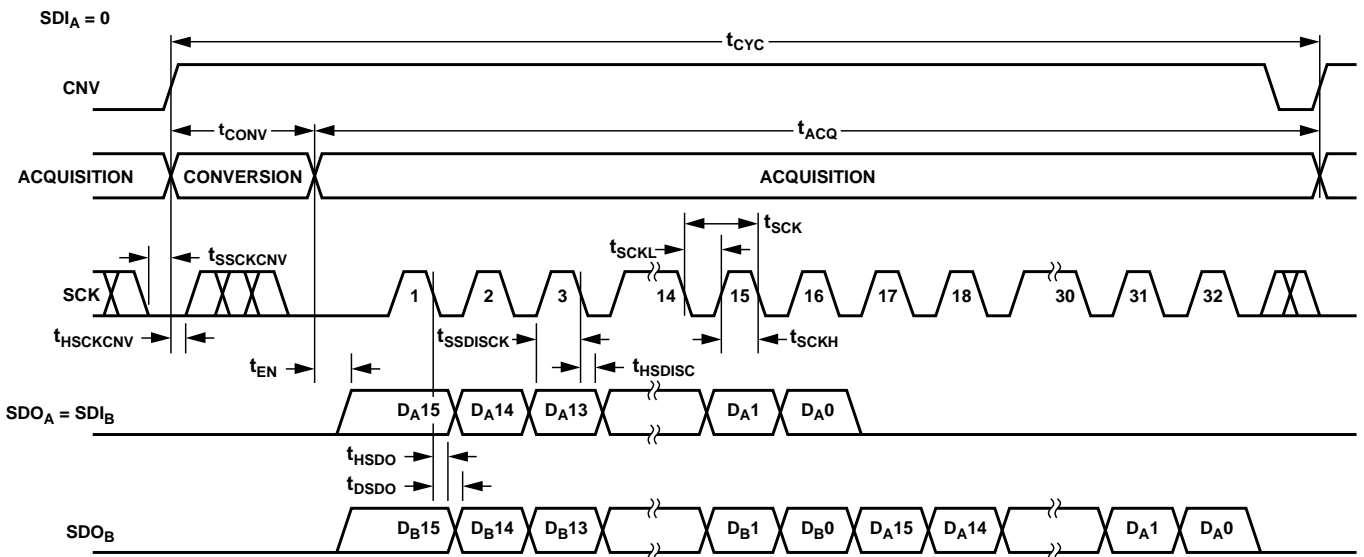 SDIA = 0
tCYC
CNV
tCONV
tACQ
ACQUISITION
CONVERSION
ACQUISITION
tSCK
tSCKL
tSSCKCNV
SCK
1 2 3 14 15 16 17 18 30 31 32
tHSCKCNV
tSSDISCK
tSCKH
tEN
tHSDISC
SDOA = SDIB
DA15 DA14 DA13 DA1 DA0
tHSDO
tDSDO
SDOB
DB15 DB14 DB13 DB1 DB0 DA15 DA14 DA1 DA0